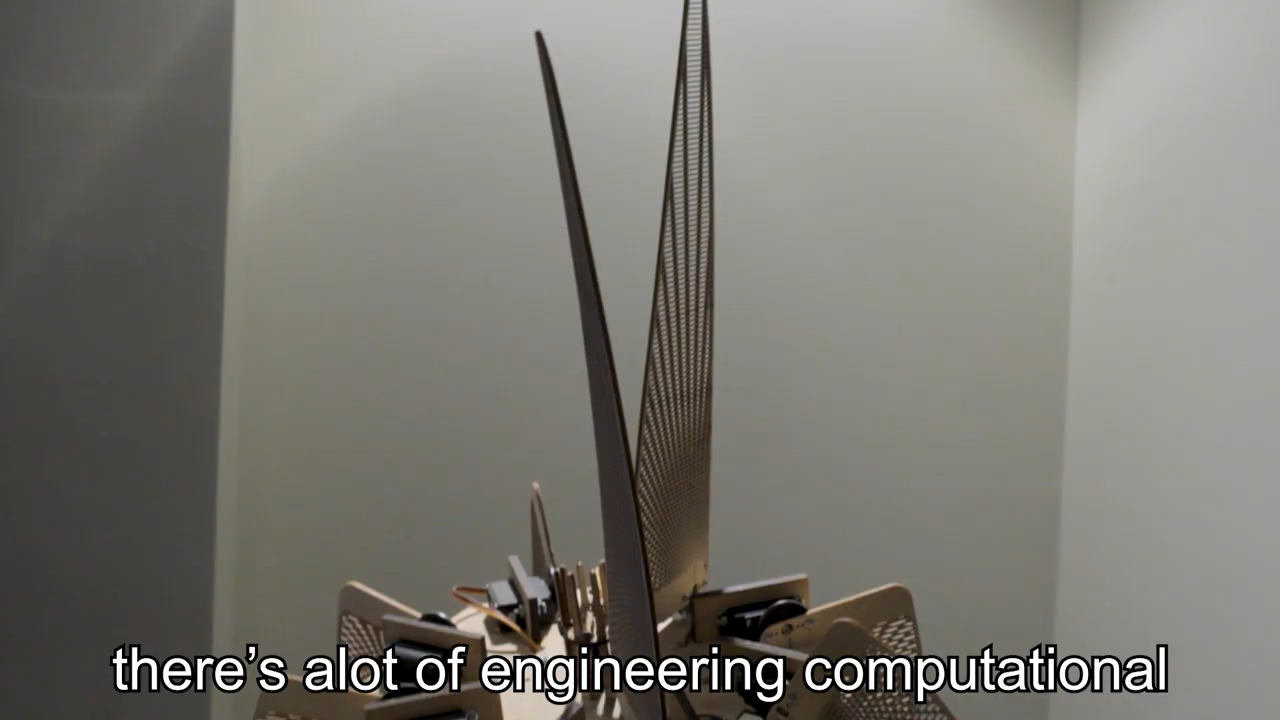 there’s alot of engineering computational